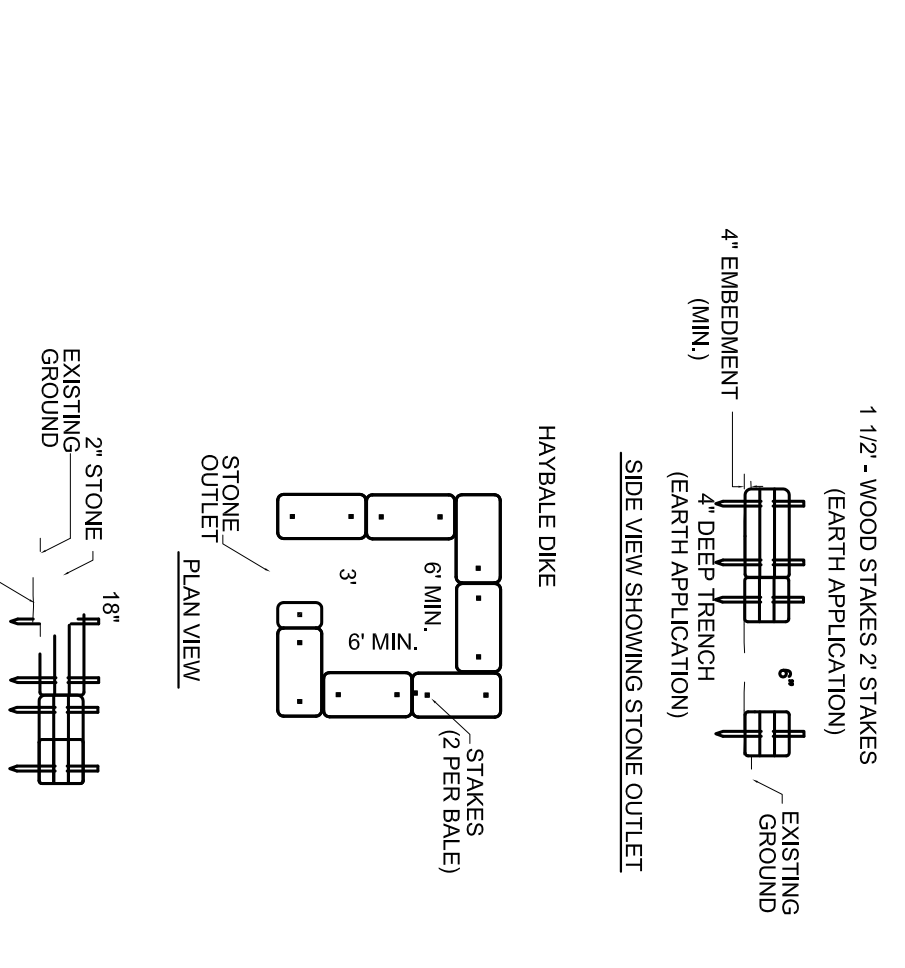 1 1/2' - WOOD STAKES 2' STAKES
(EARTH APPLICATION)
6"
EXISTING
GROUND
4" EMBEDMENT
(MIN.)
4" DEEP TRENCH
(EARTH APPLICATION)
SIDE VIEW SHOWING STONE OUTLET
HAYBALE DIKE
STAKES
(2 PER BALE)
6' MIN.
6' MIN.
3'
STONE
OUTLET
PLAN VIEW
18"
2" STONE
EXISTING
GROUND